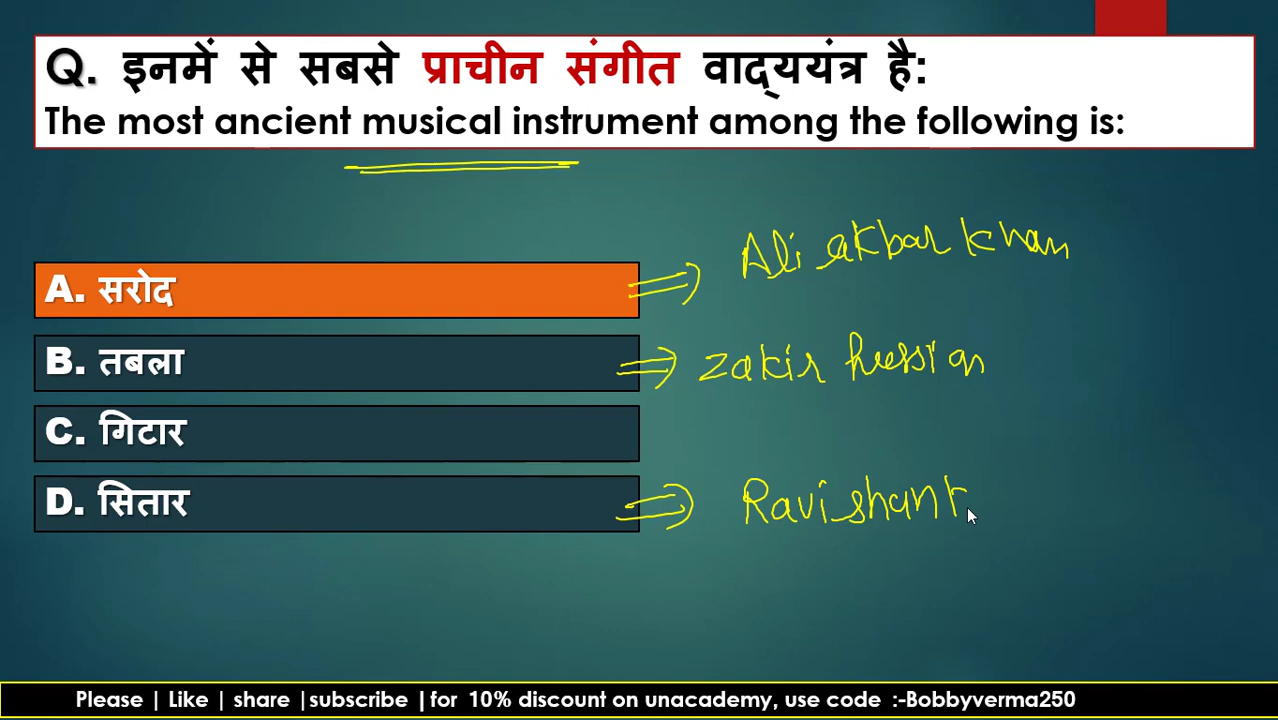 Q. इनमें से सबसे प्राचीन संगीत वाद्ययंत्र है:
The most ancient musical instrument among the following is:
A. सरोद
Ali akbar khan
B. तबला
zakir hussian
C. गिटार
D. सितार
Ravishank
Please | Like | share |subscribe |for 10% discount on unacademy, use code :-Bobbyverma250